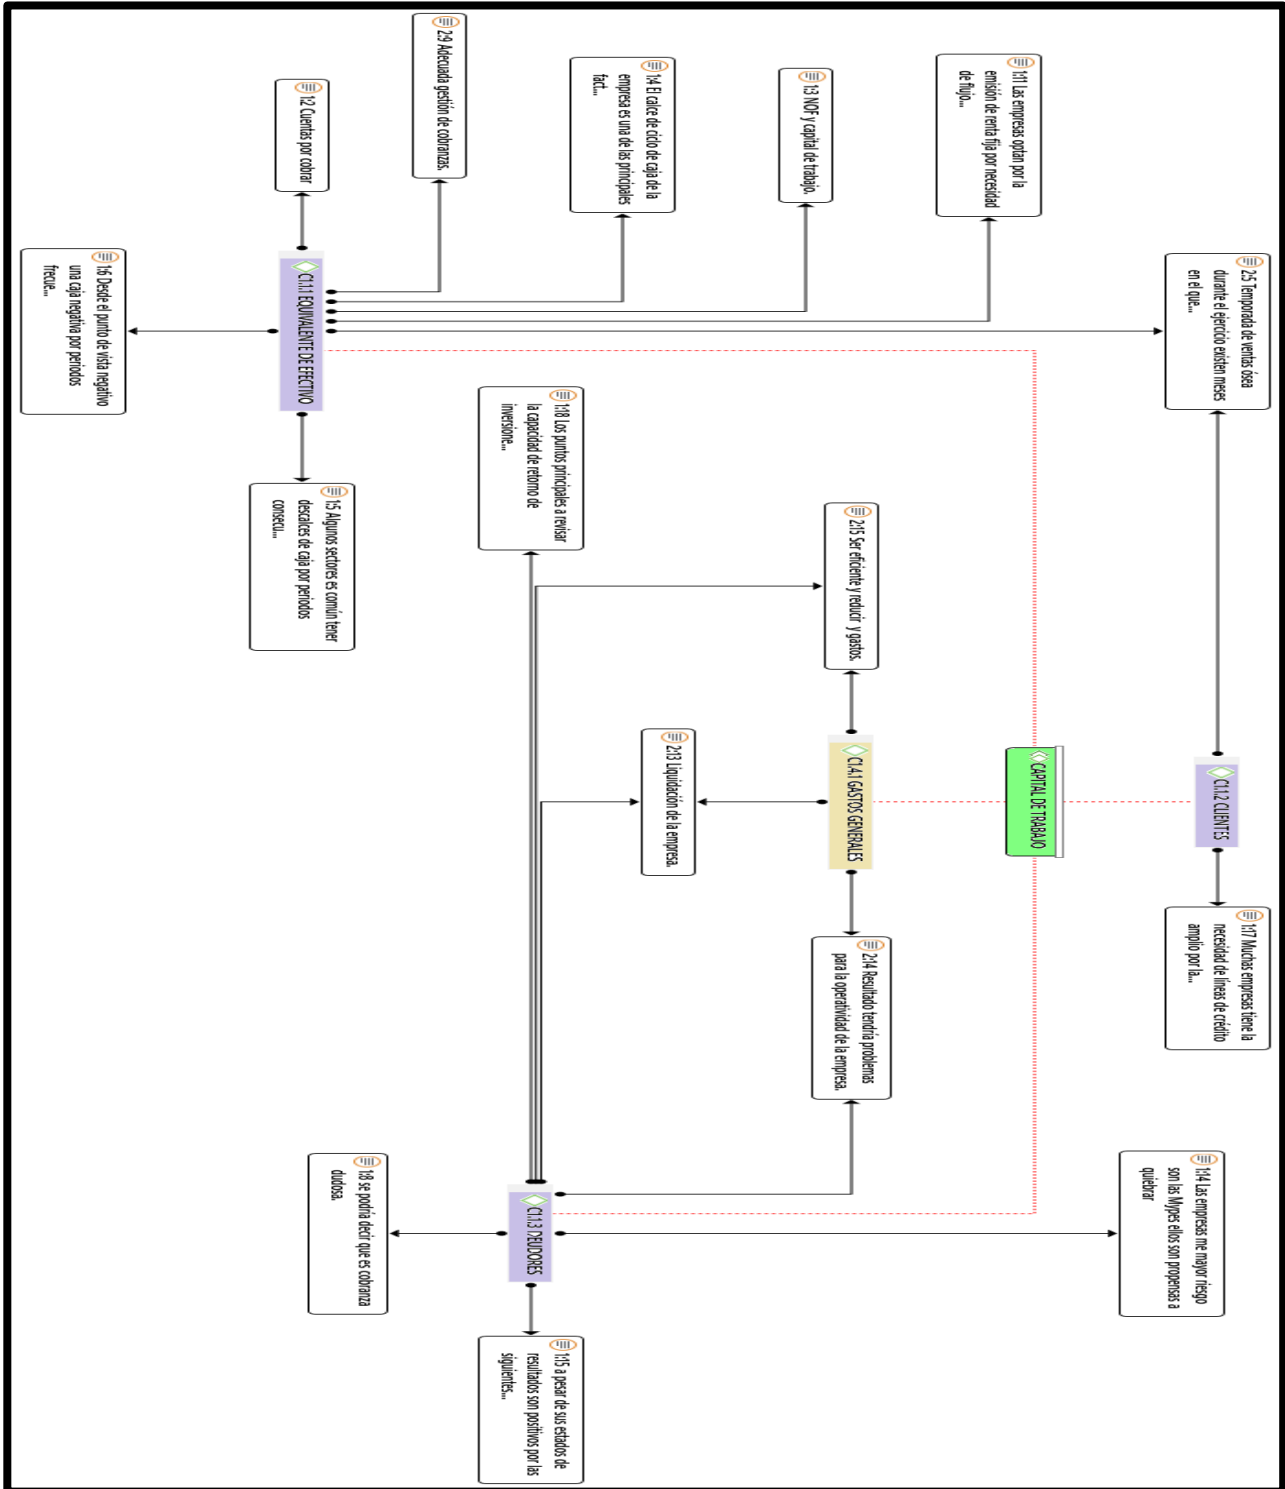 2:5 Temporada de ventas ósea
durante el ejercicio existen meses
en el que...
C1.1.2 CLIENTES
1:17 Muchas empresas tiene la
necesidad de líneas de crédito
amplio por la...
1:14 Las empresas me mayor riesgo
son las Mypes ellos son propensas a
quiebrar
1:11 Las empresas optan por la
emisión de renta fija por necesidad
de flujo...
CAPITAL DE TRABAJO
1:3 NOF y capital de trabajo.
2:15 Ser eficiente y reducir y gastos.
C1.4.1 GASTOS GENERALES
2:14 Resultado tendría problemas
para la operatividad de la empresa.
1:4 El calce de ciclo de caja de la
empresa es una de las principales
fact...
2:13 Liquidación de la empresa.
2:9 Adecuada gestión de cobranzas.
1:18 Los puntos principales a revisar
la capacidad de retorno de
inversione...
C1.1.3 DEUDORES
1:15 a pesar de sus estados de
resultados son positivos por las
siguientes...
1:2 Cuentas por cobrar
C1.1.1 EQUIVALENTE DE EFECTIVO
1:5 Algunos sectores es común tener
descalces de caja por periodos
consecu...
1:8 se podría decir que es cobranza
dudosa.
1:6 Desde el punto de vista negativo
una caja negativa por periodos
frecue...